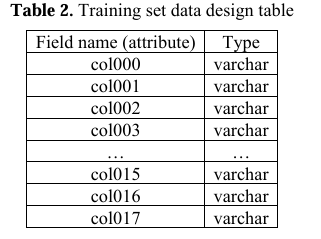 Table 2. Training set data design table
Field name (attribute) Type
col000 varchar
col001 varchar
col002 varchar
col003 varchar
… …
col015 varchar
col016 varchar
col017 varchar